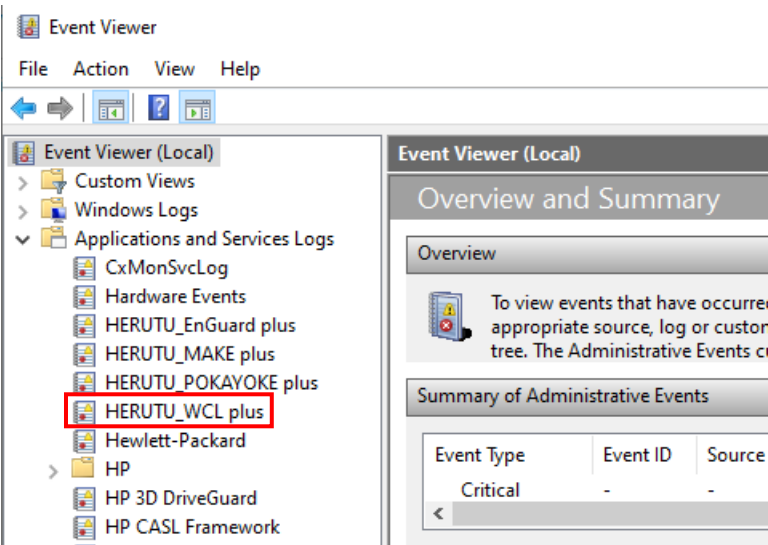 Event Viewer
File Action View Help
Event Viewer (Local)
Custom Views
Windows Logs
Applications and Services Logs
CxMonSvcLog
Hardware Events
HERUTU_EnGuard plus
HERUTU_MAKE plus
HERUTU_POKAYOKE plus
HERUTU_WCL plus
Hewlett-Packard
HP
HP 3D DriveGuard
HP CASL Framework
Event Viewer (Local)
Overview and Summary
Overview
To view events that have occurred
appropriate source, log or custom
tree. The Administrative Events
Summary of Administrative Events
Event Type Event ID Source
Critical - -